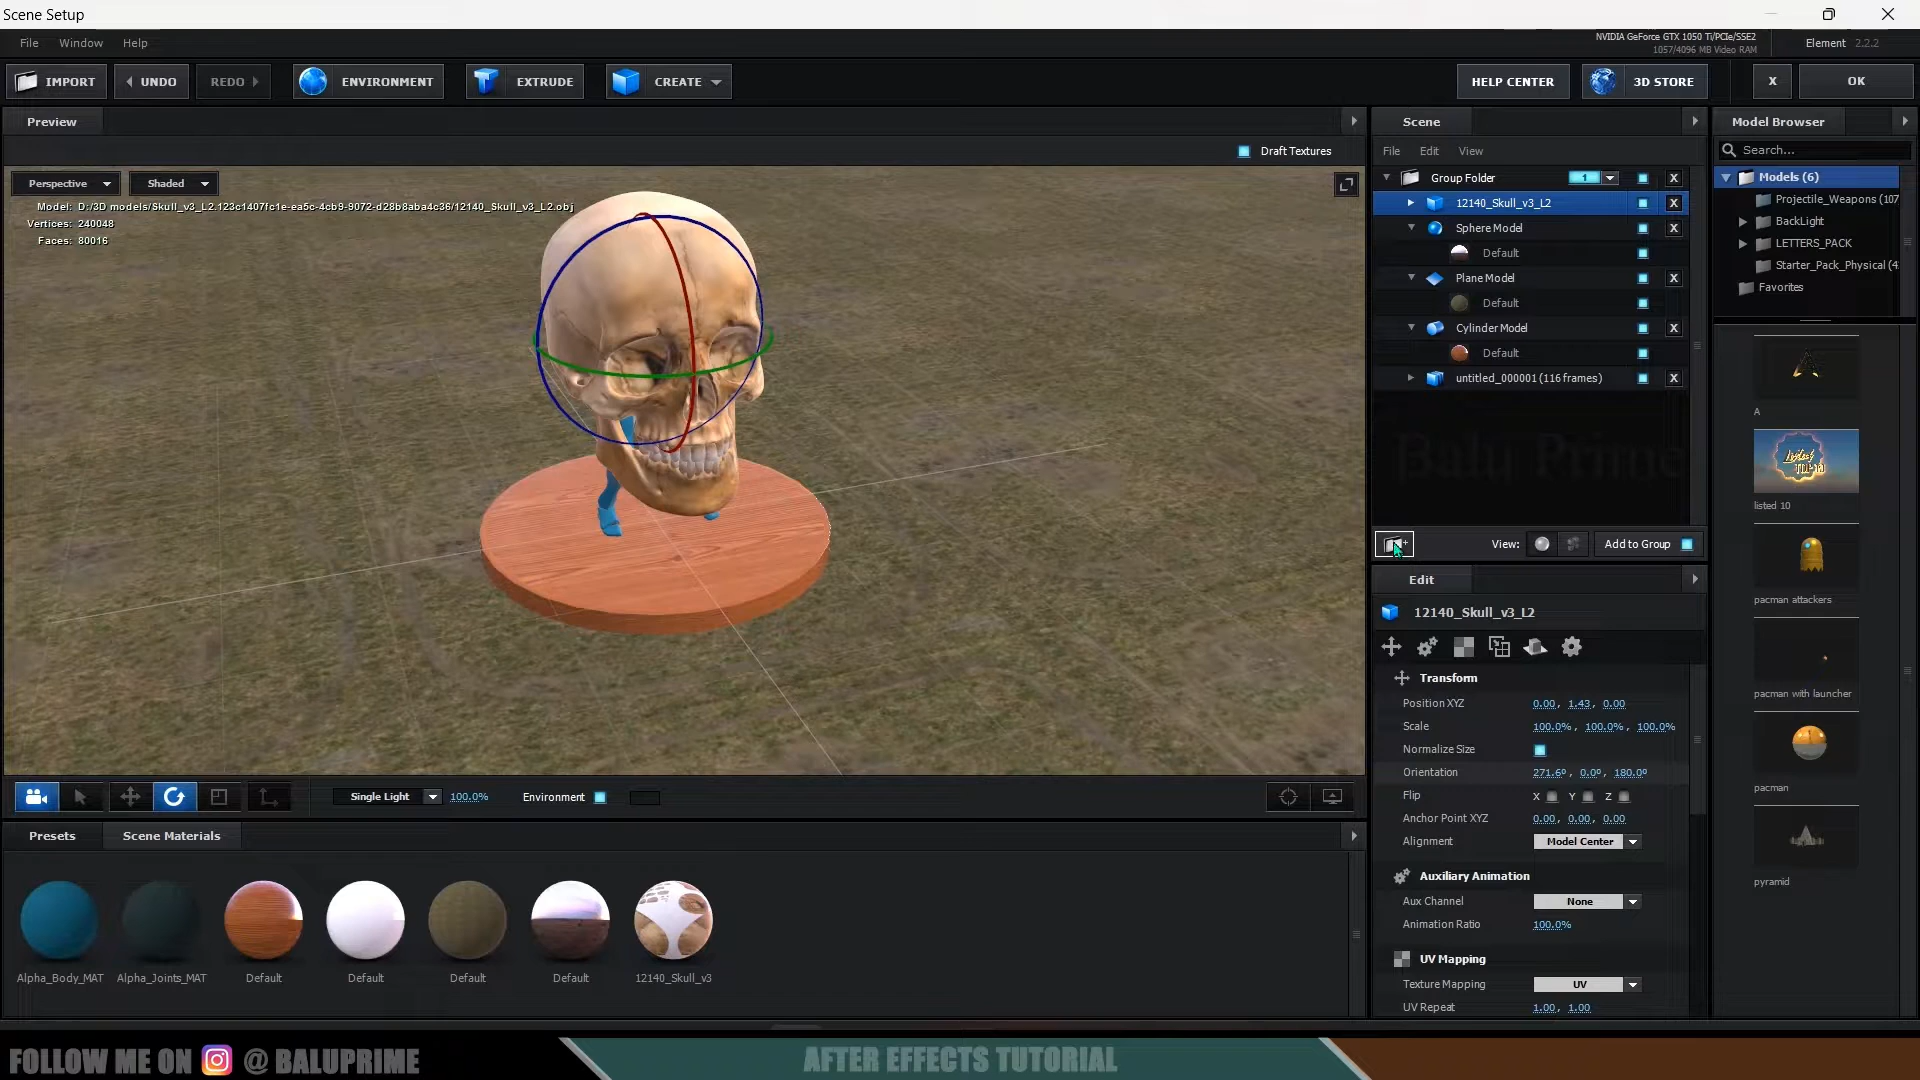 Scene Setup
File Window Help
NVIDIA GeForce GTX 1050 Ti/PCIe/SSE2
1057/4096 MB Video RAM
Element 2.2.2
IMPORT UNDO REDO ENVIRONMENT EXTRUDE CREATE HELP CENTER 3D STORE X OK
Preview
Draft Textures
Perspective Shaded
Model: D:/3D models/Skull_v3_L2.123c1407fc1e-ea5c-4cb9-9072-d28b8aba4c36/12140_Skull_v3_L2.obj
Vertices: 240048
Faces: 80016
Single Light 100.0% Environment
Presets Scene Materials
Alpha_Body_MAT Alpha_Joints_MAT Default Default Default Default 12140_Skull_v3
Scene
File Edit View
Group Folder 1 X
12140_Skull_v3_L2 X
Sphere Model X
Default
Plane Model X
Default
Cylinder Model X
Default
untitled_000001 (116 frames) X
Balu Prime
View: Add to Group
Edit
12140_Skull_v3_L2
Transform
Position XYZ 0.00, 1.43, 0.00
Scale 100.0%, 100.0%, 100.0%
Normalize Size
Orientation 271.6º, 0.0º, 180.0º
Flip X Y Z
Anchor Point XYZ 0.00, 0.00, 0.00
Alignment Model Center
Auxiliary Animation
Aux Channel None
Animation Ratio 100.0%
UV Mapping
Texture Mapping UV
UV Repeat 1.00, 1.00
Model Browser
Search...
Models (6)
Projectile_Weapons (107
BackLight
LETTERS_PACK
Starter_Pack_Physical (4
Favorites
A
listed 10
pacman attackers
pacman with launcher
pacman
pyramid
FOLLOW ME ON @ BALUPRIME
AFTER EFFECTS TUTORIAL